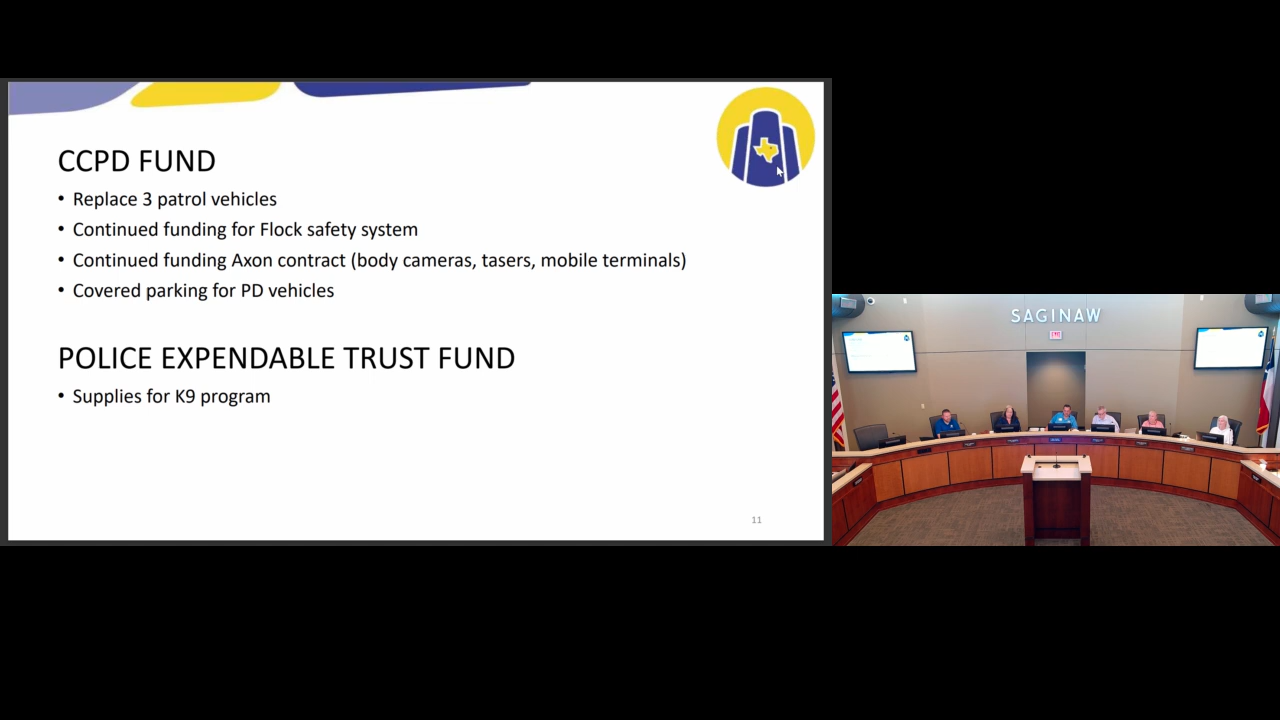 CCPD FUND
• Replace 3 patrol vehicles
• Continued funding for Flock safety system
• Continued funding Axon contract (body cameras, tasers, mobile terminals)
• Covered parking for PD vehicles
POLICE EXPENDABLE TRUST FUND
• Supplies for K9 program
11
SAGINAW